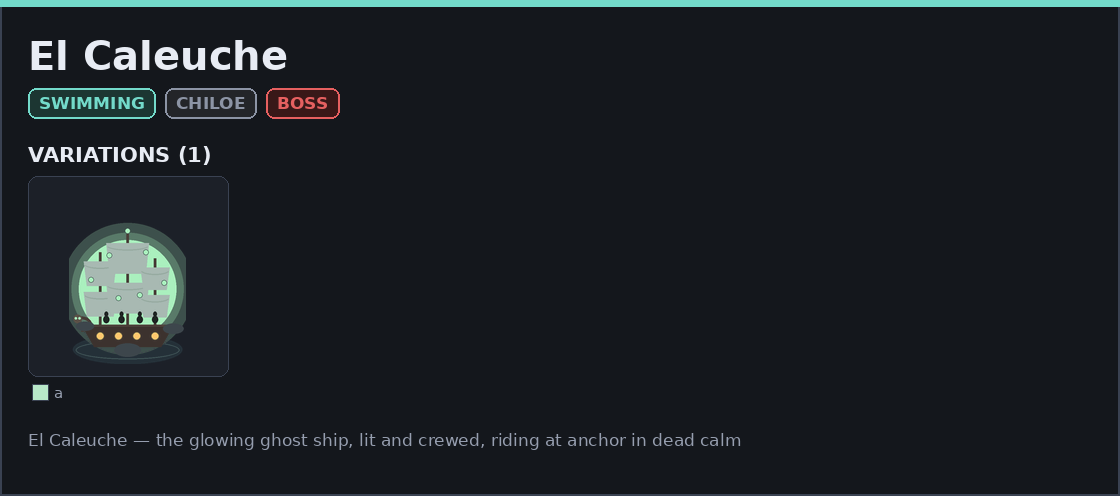 El Caleuche
SWIMMING CHILOE BOSS
VARIATIONS (1)
a
El Caleuche — the glowing ghost ship, lit and crewed, riding at anchor in dead calm